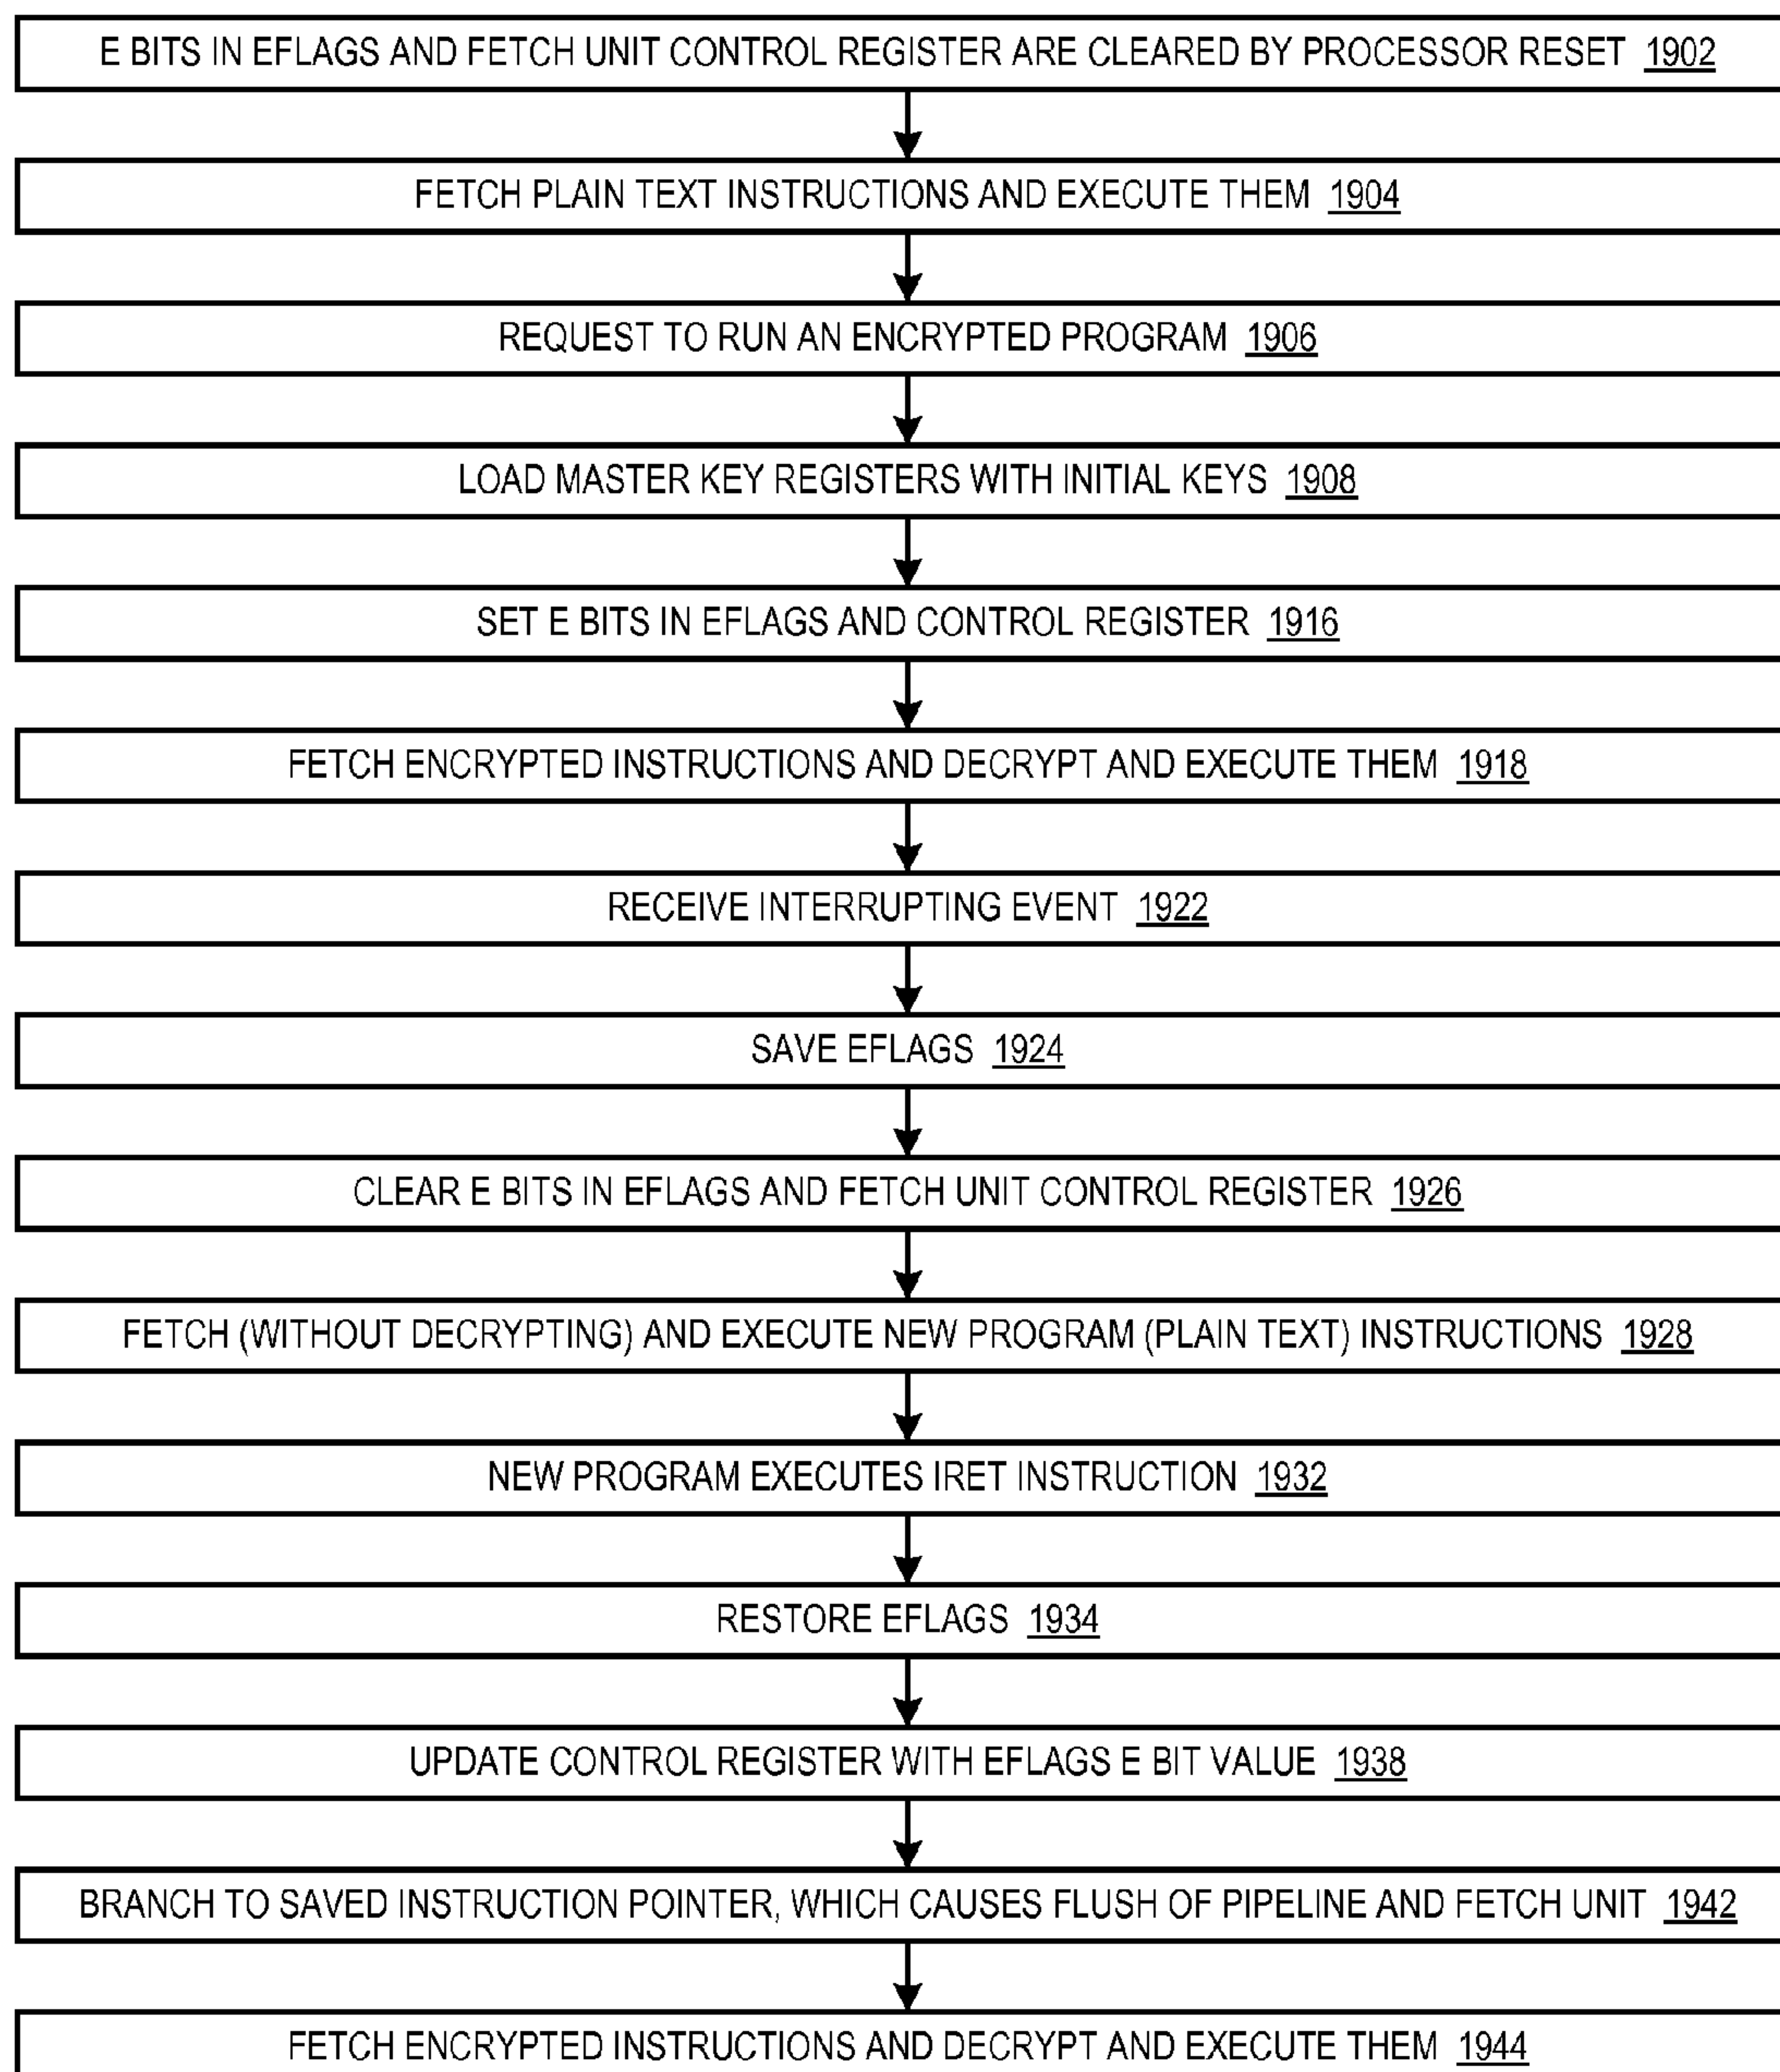 E BITS IN EFLAGS AND FETCH UNIT CONTROL REGISTER ARE CLEARED BY PROCESSOR RESET 1902
FETCH PLAIN TEXT INSTRUCTIONS AND EXECUTE THEM 1904
REQUEST TO RUN AN ENCRYPTED PROGRAM 1906
LOAD MASTER KEY REGISTERS WITH INITIAL KEYS 1908
SET E BITS IN EFLAGS AND CONTROL REGISTER 1916
FETCH ENCRYPTED INSTRUCTIONS AND DECRYPT AND EXECUTE THEM 1918
RECEIVE INTERRUPTING EVENT 1922
SAVE EFLAGS 1924
CLEAR E BITS IN EFLAGS AND FETCH UNIT CONTROL REGISTER 1926
FETCH (WITHOUT DECRYPTING) AND EXECUTE NEW PROGRAM (PLAIN TEXT) INSTRUCTIONS 1928
NEW PROGRAM EXECUTES IRET INSTRUCTION 1932
RESTORE EFLAGS 1934
UPDATE CONTROL REGISTER WITH EFLAGS E BIT VALUE 1938
BRANCH TO SAVED INSTRUCTION POINTER, WHICH CAUSES FLUSH OF PIPELINE AND FETCH UNIT 1942
FETCH ENCRYPTED INSTRUCTIONS AND DECRYPT AND EXECUTE THEM 1944